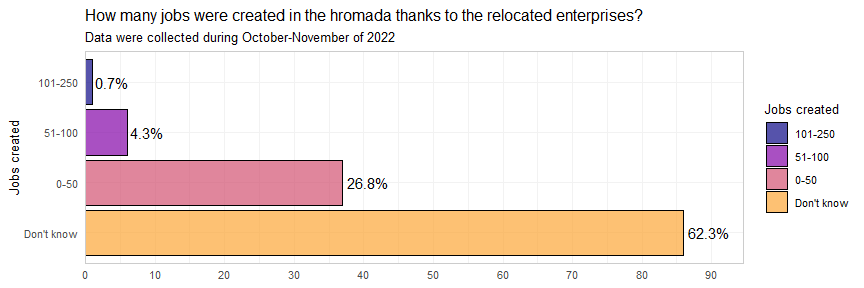 How many jobs were created in the hromada thanks to the relocated enterprises?
Data were collected during October-November of 2022
Jobs created
101-250
0.7%
51-100
4.3%
0-50
26.8%
Don't know
62.3%
0 10 20 30 40 50 60 70 80 90
Jobs created
101-250
51-100
0-50
Don't know